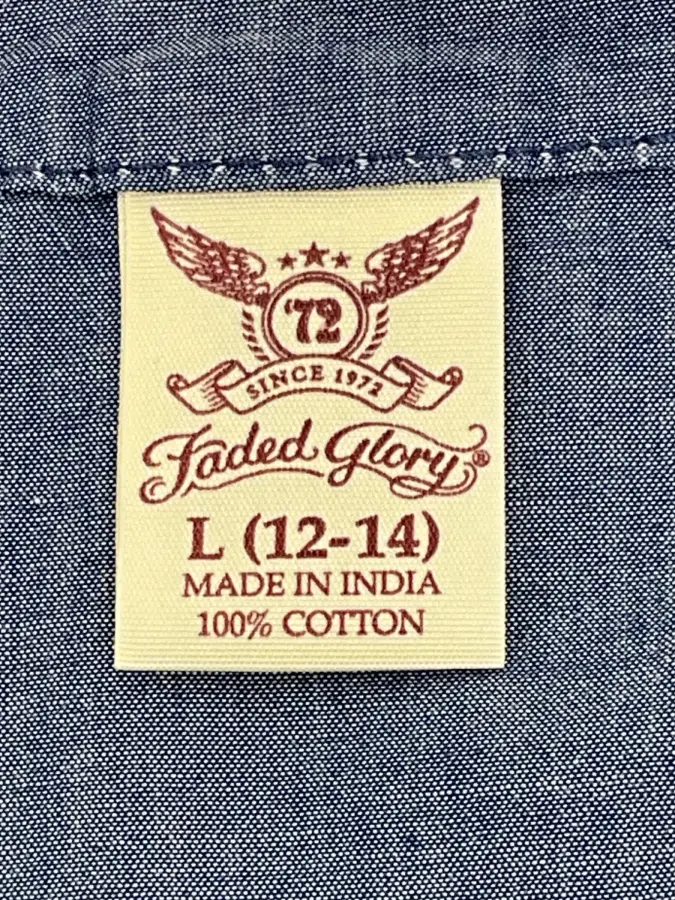 '72
SINCE 1972
Faded Glory®
L (12-14)
MADE IN INDIA
100% COTTON